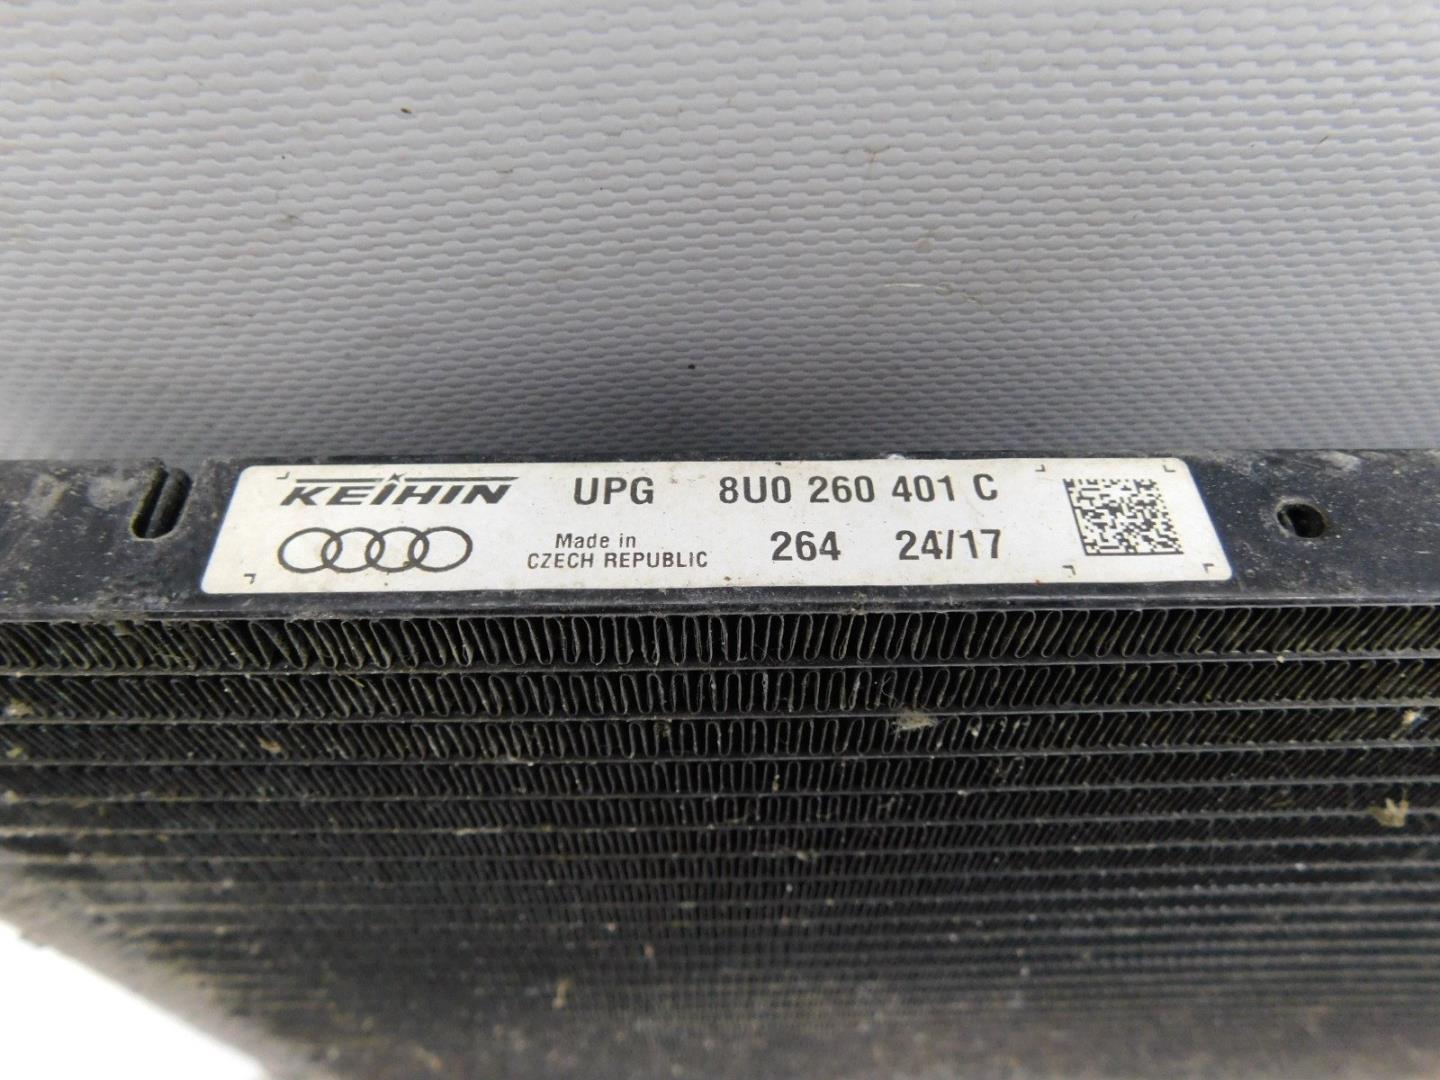 KEIHIN UPG 8U0 260 401 C
Made in
CZECH REPUBLIC 264 24/17